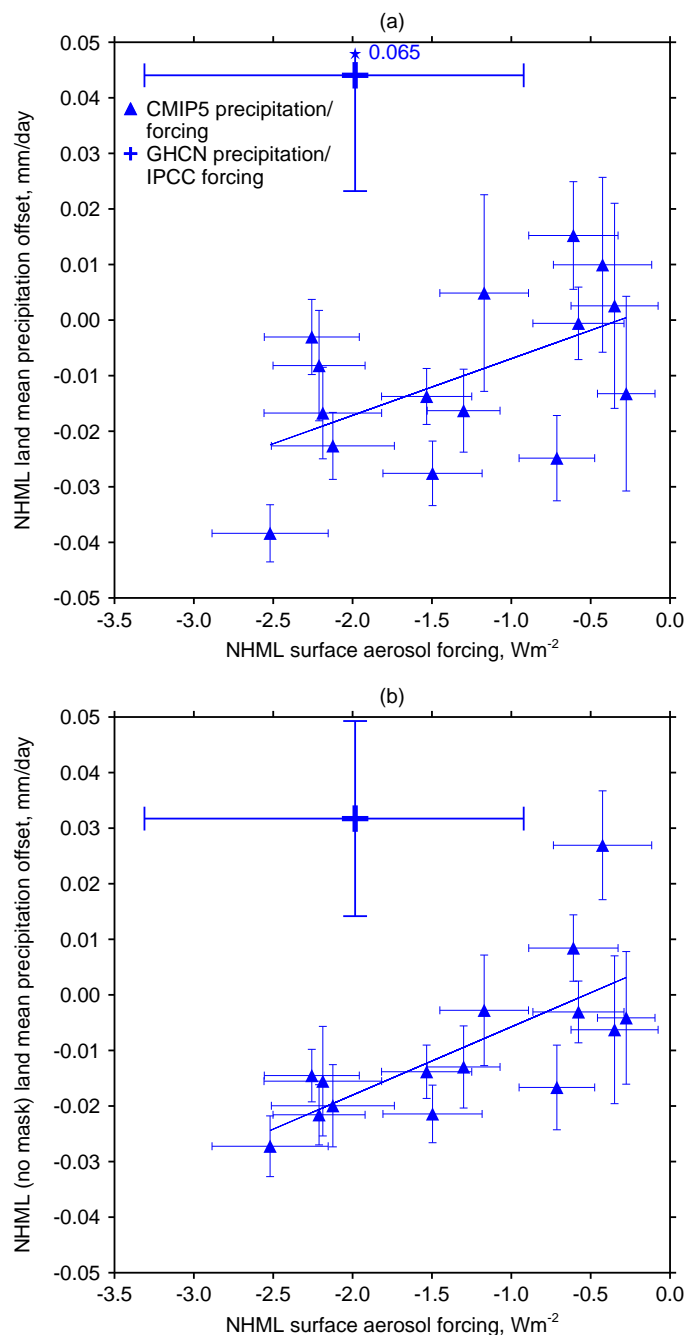 (a)
0.05
0.04
0.03
0.02
0.01
0.00
-0.01
-0.02
-0.03
-0.04
-0.05
NHML land mean precipitation offset, mm/day
0.065
CMIP5 precipitation/
forcing
GHCN precipitation/
IPCC forcing
-3.5 -3.0 -2.5 -2.0 -1.5 -1.0 -0.5 0.0
NHML surface aerosol forcing, Wm-2
(b)
0.05
0.04
0.03
0.02
0.01
0.00
-0.01
-0.02
-0.03
-0.04
-0.05
NHML (no mask) land mean precipitation offset, mm/day
-3.5 -3.0 -2.5 -2.0 -1.5 -1.0 -0.5 0.0
NHML surface aerosol forcing, Wm-2